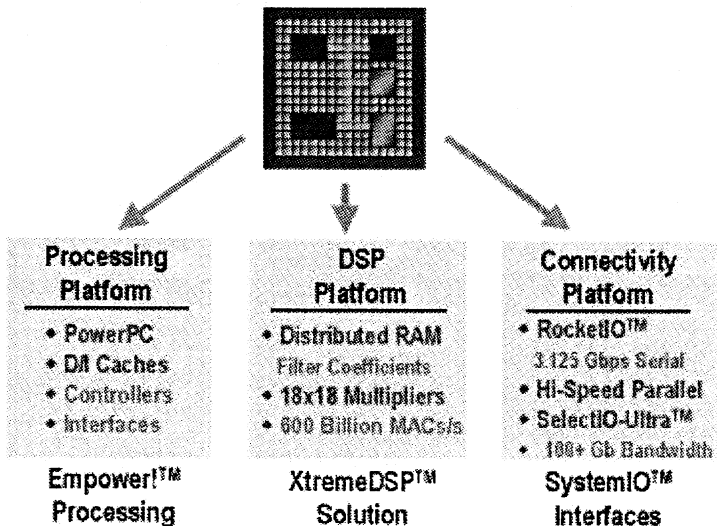 Processing
Platform
◆ PowerPC
◆ D/I Caches
◆ Controllers
◆ Interfaces
Empower!™
Processing
DSP
Platform
◆ Distributed RAM
Filter Coefficients
◆ 18x18 Multipliers
◆ 600 Billion MACs/s
XtremeDSP™
Solution
Connectivity
Platform
◆ RocketIO™
3.125 Gbps Serial
◆ Hi-Speed Parallel
◆ SelectIO-Ultra™
◆ 100+ Gb Bandwidth
SystemIO™
Interfaces